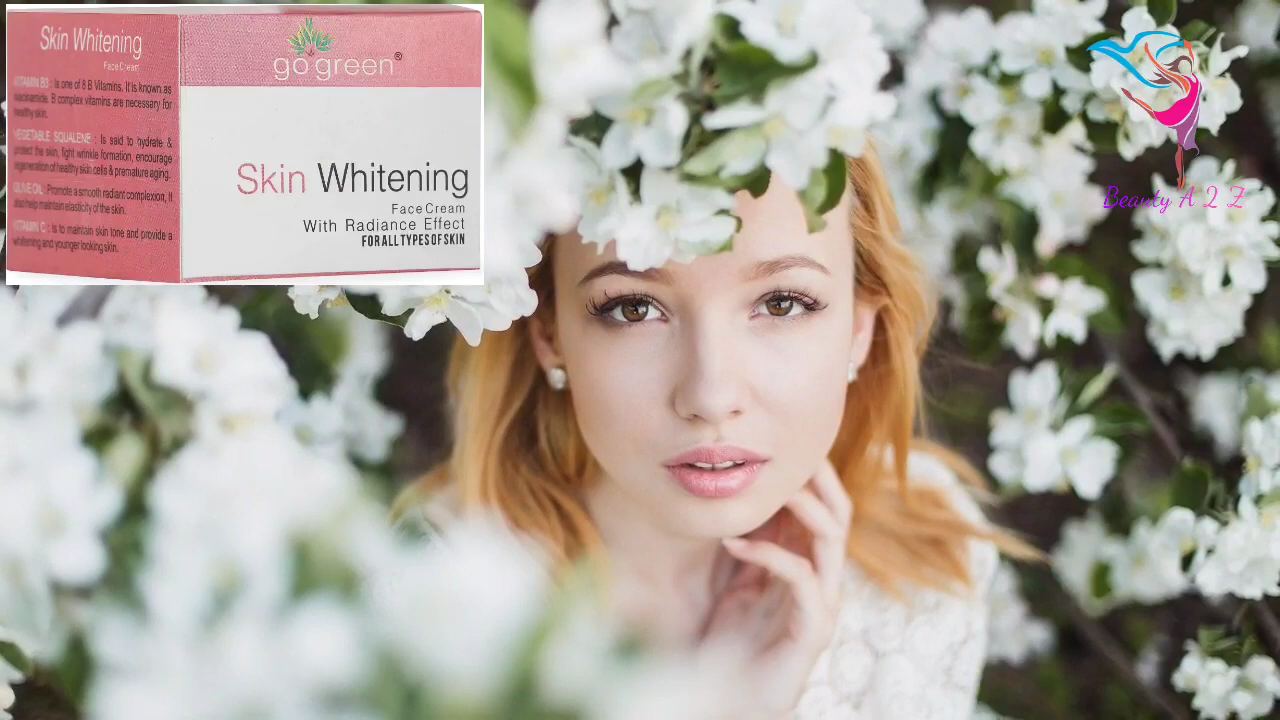 Skin Whitening
Face Cream
VITAMIN B3 : Is one of 8 B Vitamins. It is known as
niacinamide. B complex vitamins are necessary for
healthy skin.
VEGETABLE SQUALENE : Is said to hydrate &
protect the skin, fight wrinkle formation, encourage
regeneration of healthy skin cells & premature aging.
OLIVE OIL : Promote a smooth radiant complexion, It
also help maintain elasticity of the skin.
VITAMIN C : is to maintain skin tone and provide a
whitening and younger looking skin.
go green®
Skin Whitening
Face Cream
With Radiance Effect
FOR ALL TYPES OF SKIN
Beauty A 2 Z